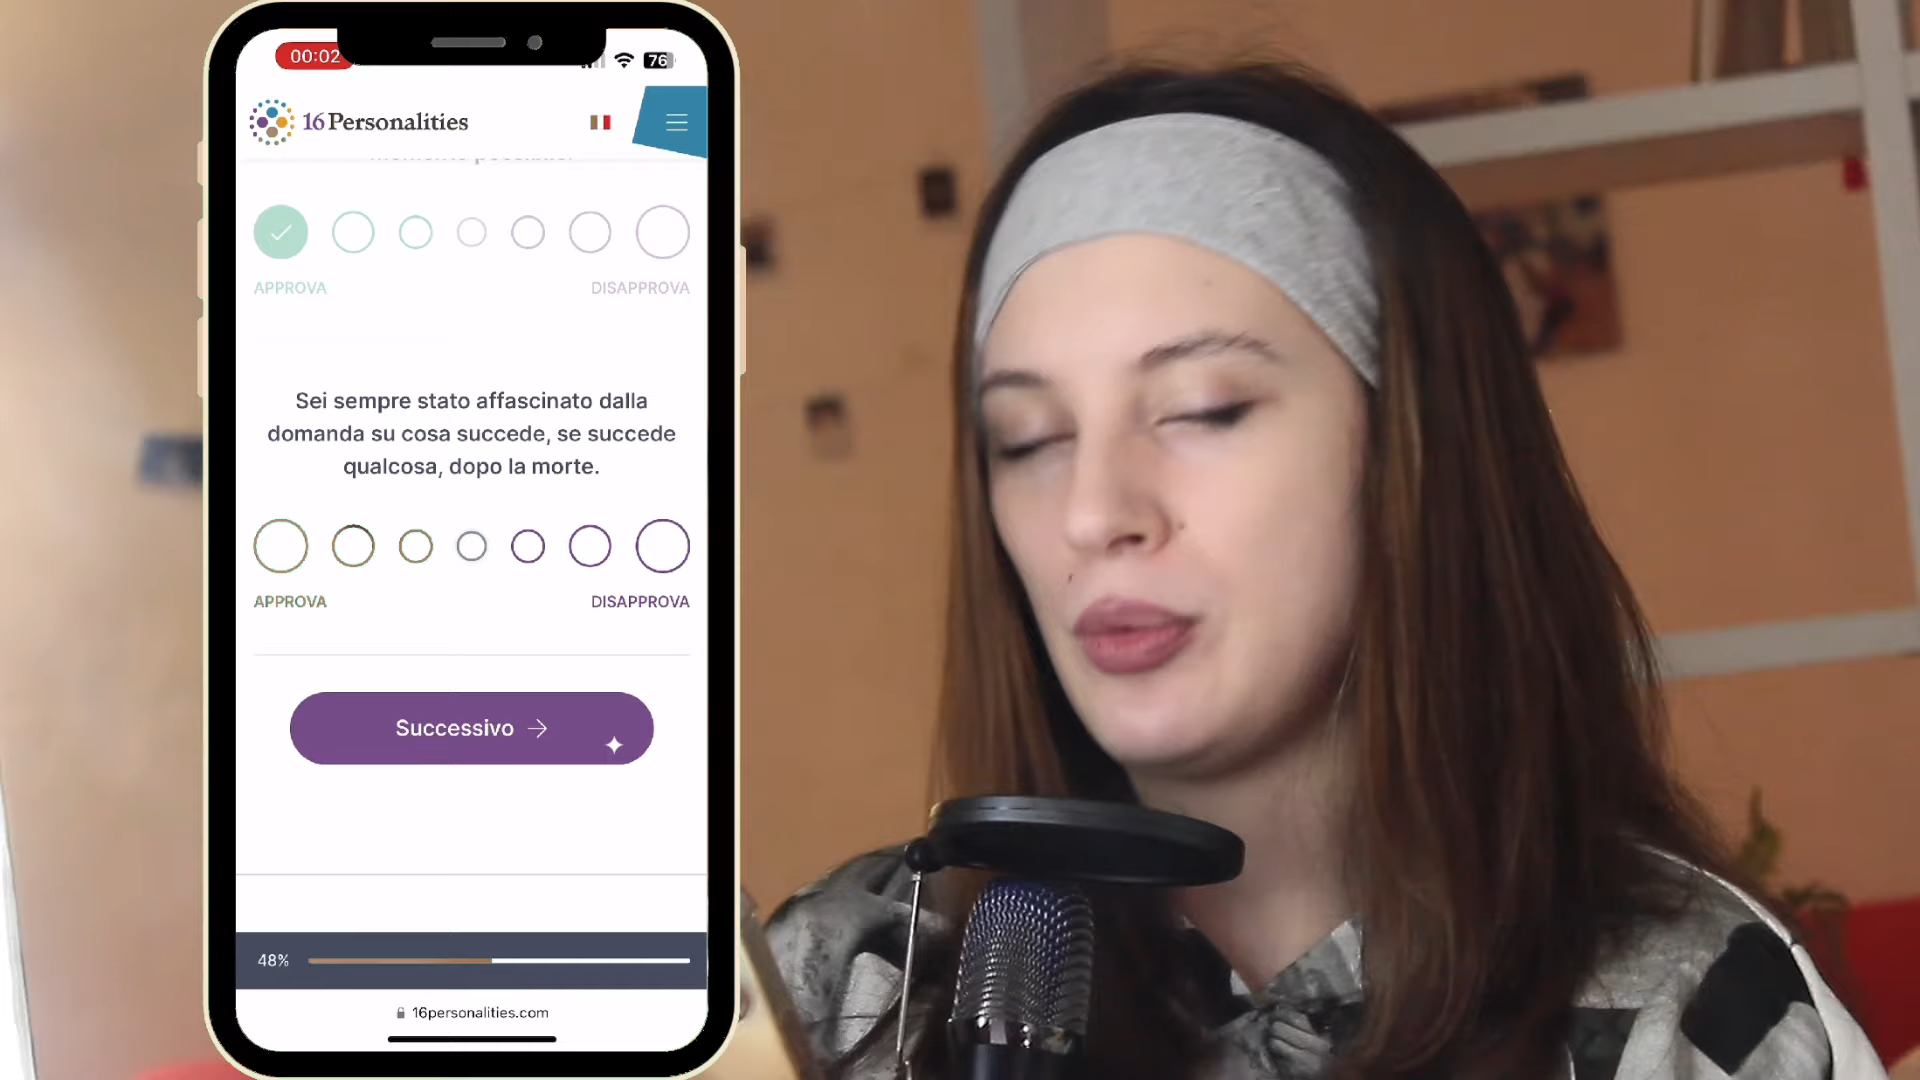 00:02
76
16Personalities
APPROVA
DISAPPROVA
Sei sempre stato affascinato dalla
domanda su cosa succede, se succede
qualcosa, dopo la morte.
APPROVA
DISAPPROVA
Successivo
48%
16personalities.com